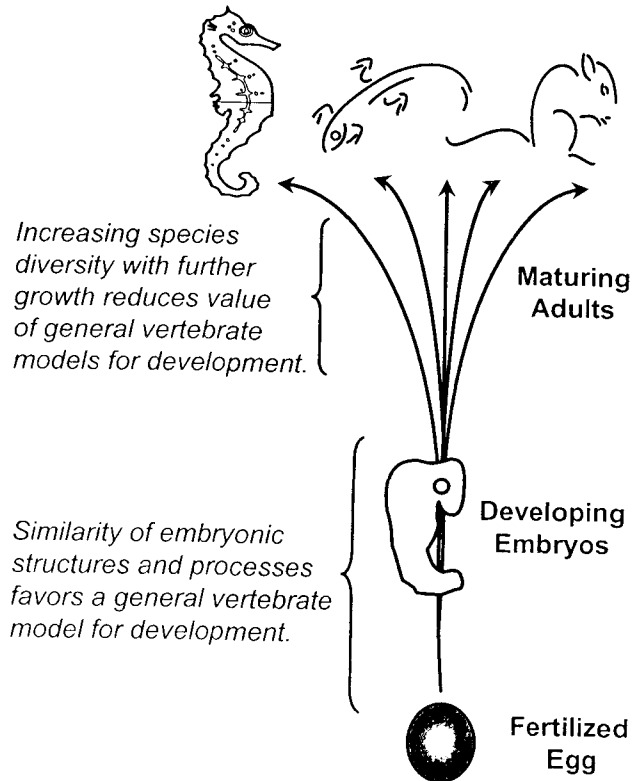 Increasing species
diversity with further
growth reduces value
of general vertebrate
models for development.
Maturing
Adults
Similarity of embryonic
structures and processes
favors a general vertebrate
model for development.
Developing
Embryos
Fertilized
Egg